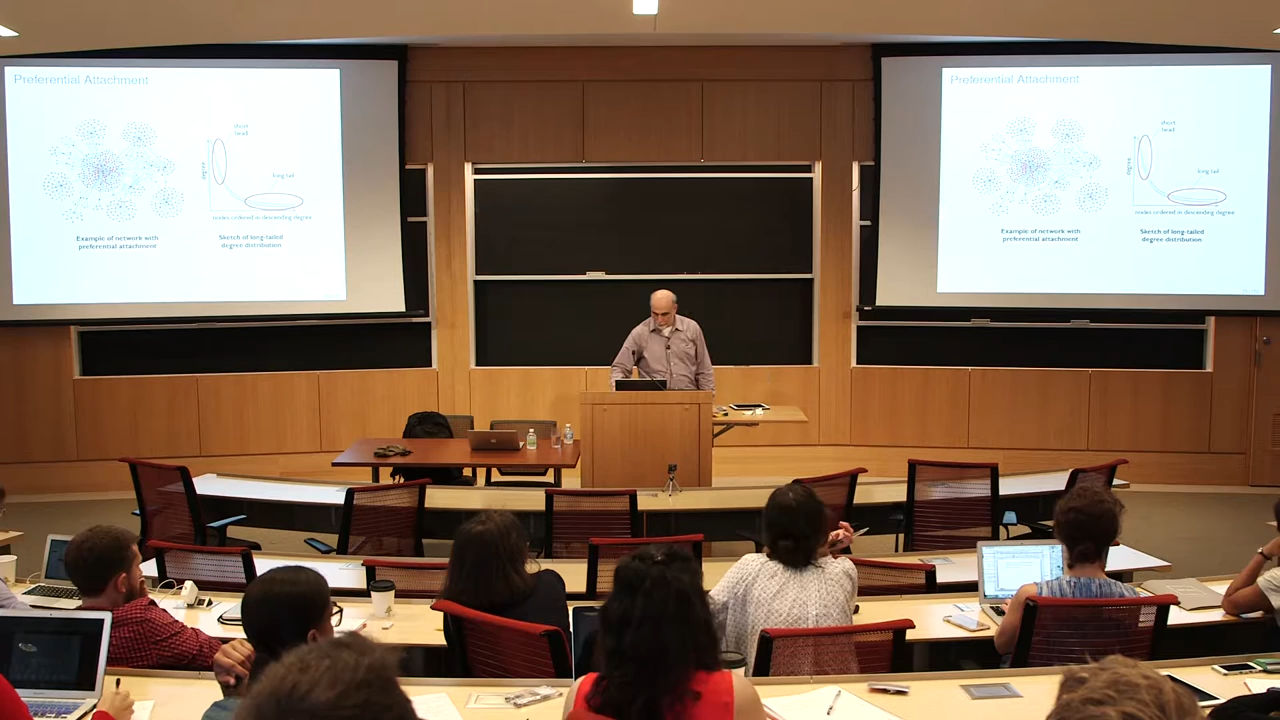 Preferential Attachment
short
head
degree
long tail
nodes ordered in descending degree
Example of network with
preferential attachment
Sketch of long-tailed
degree distribution
Preferential Attachment
short
head
degree
long tail
nodes ordered in descending degree
Example of network with
preferential attachment
Sketch of long-tailed
degree distribution